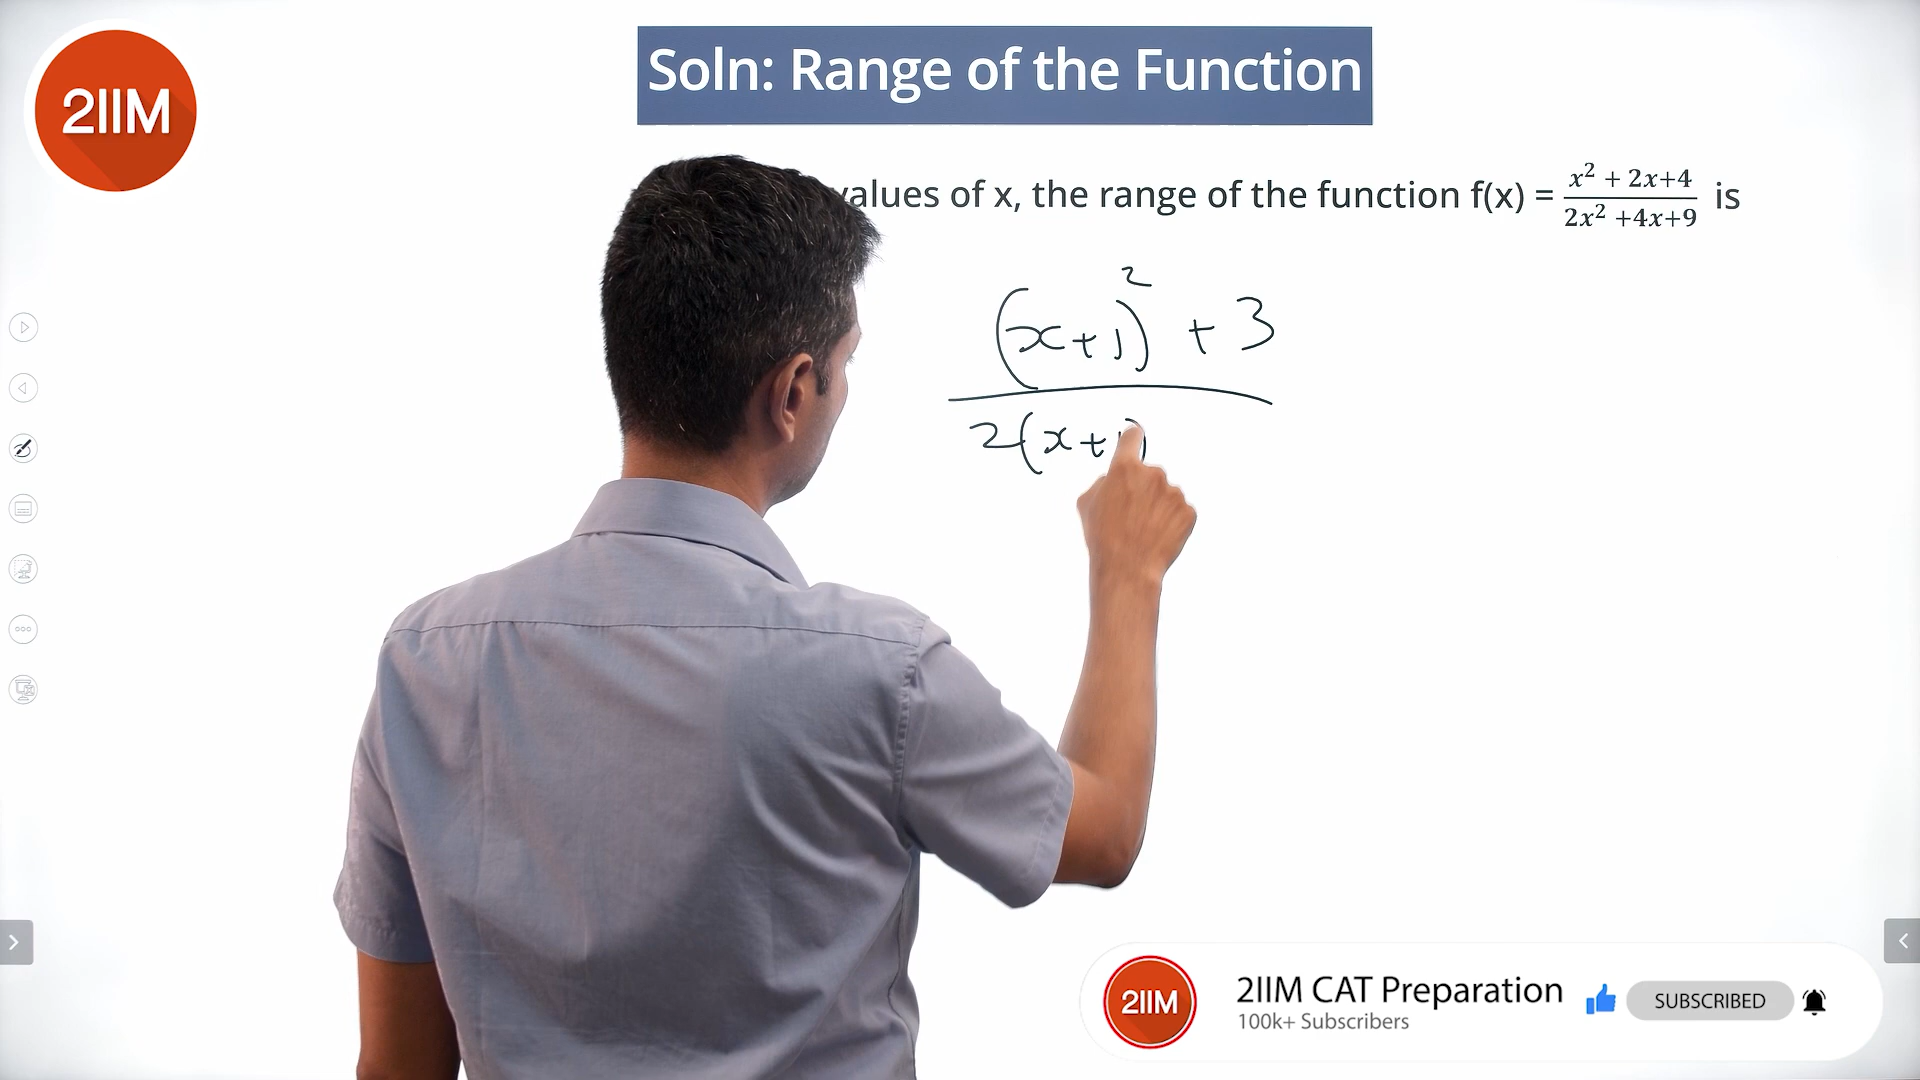 2IIM
Soln: Range of the Function
values of x, the range of the function f(x) = x² + 2x+4 / 2x² +4x+9 is
(x+1)² + 3
2(x+1)
2IIM
2IIM CAT Preparation
100k+ Subscribers
SUBSCRIBED